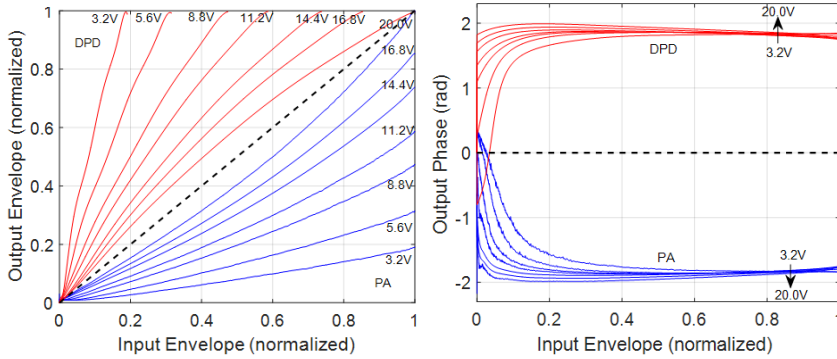 3.2V 5.6V 8.8V 11.2V 14.4V 16.8V 20.0V
DPD
16.8V
14.4V
11.2V
8.8V
5.6V
3.2V
PA
1
0.8
0.6
0.4
0.2
0
0 0.2 0.4 0.6 0.8 1
Output Envelope (normalized)
Input Envelope (normalized)
20.0V
DPD
3.2V
PA
3.2V
20.0V
2
1
0
-1
-2
0 0.2 0.4 0.6 0.8 1
Output Phase (rad)
Input Envelope (normalized)